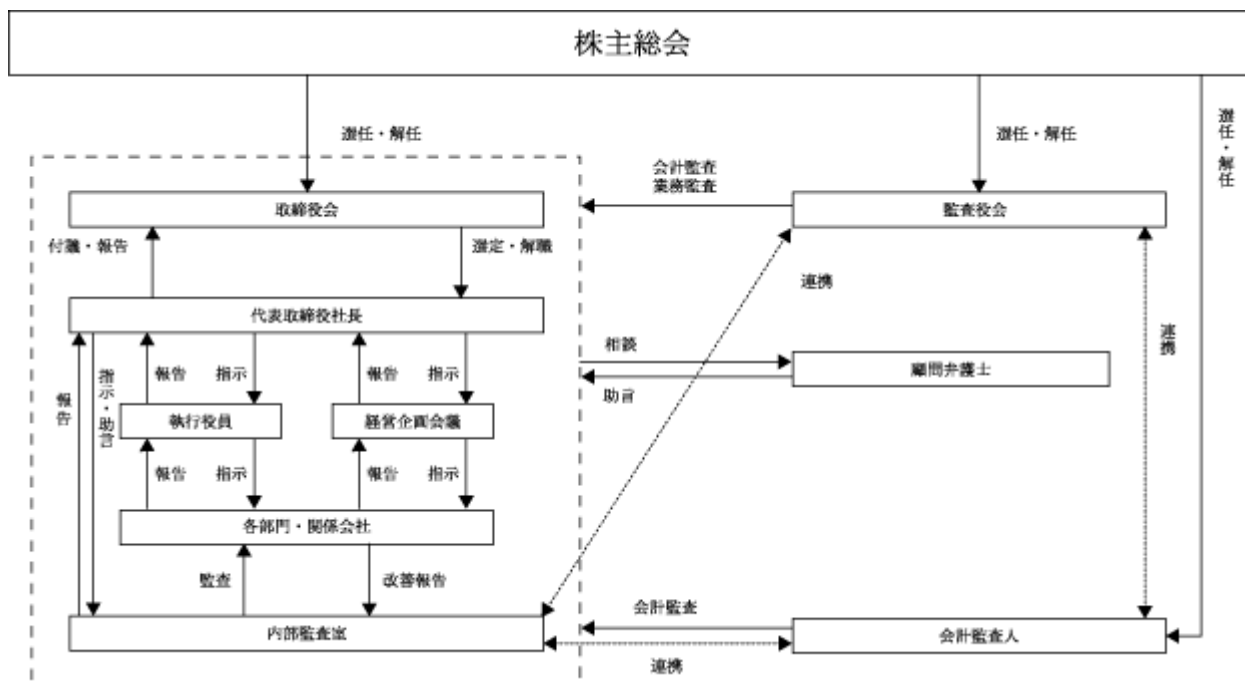 株主総会
選任・解任
選任・解任
選任・解任
会計監査
業務監査
取締役会
監査役会
付議・報告
選定・解職
連携
代表取締役社長
連携
相談
顧問弁護士
助言
報告
指示・助言
報告
指示
報告
指示
執行役員
経営企画会議
報告
指示
報告
指示
各部門・関係会社
監査
改善報告
会計監査
内部監査室
会計監査人
連携